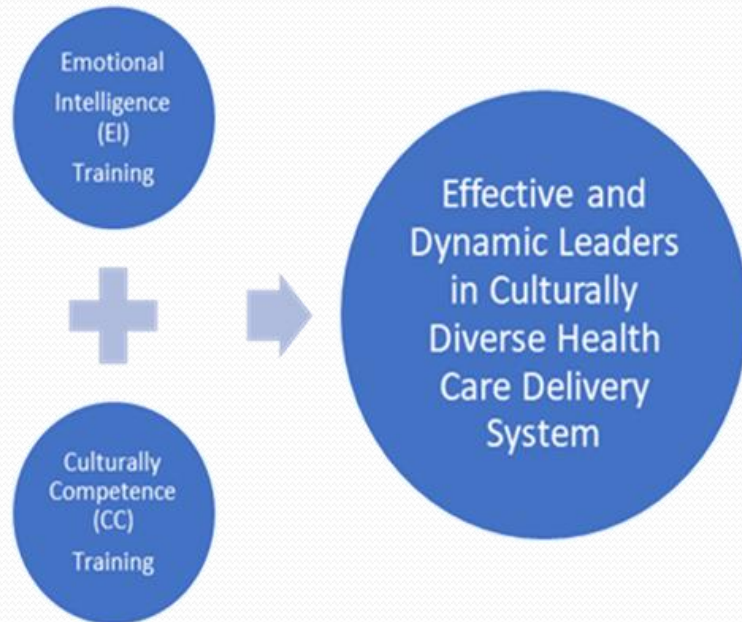 Emotional
Intelligence
(EI)
Training
Culturally
Competence
(CC)
Training
Effective and
Dynamic Leaders
in Culturally
Diverse Health
Care Delivery
System